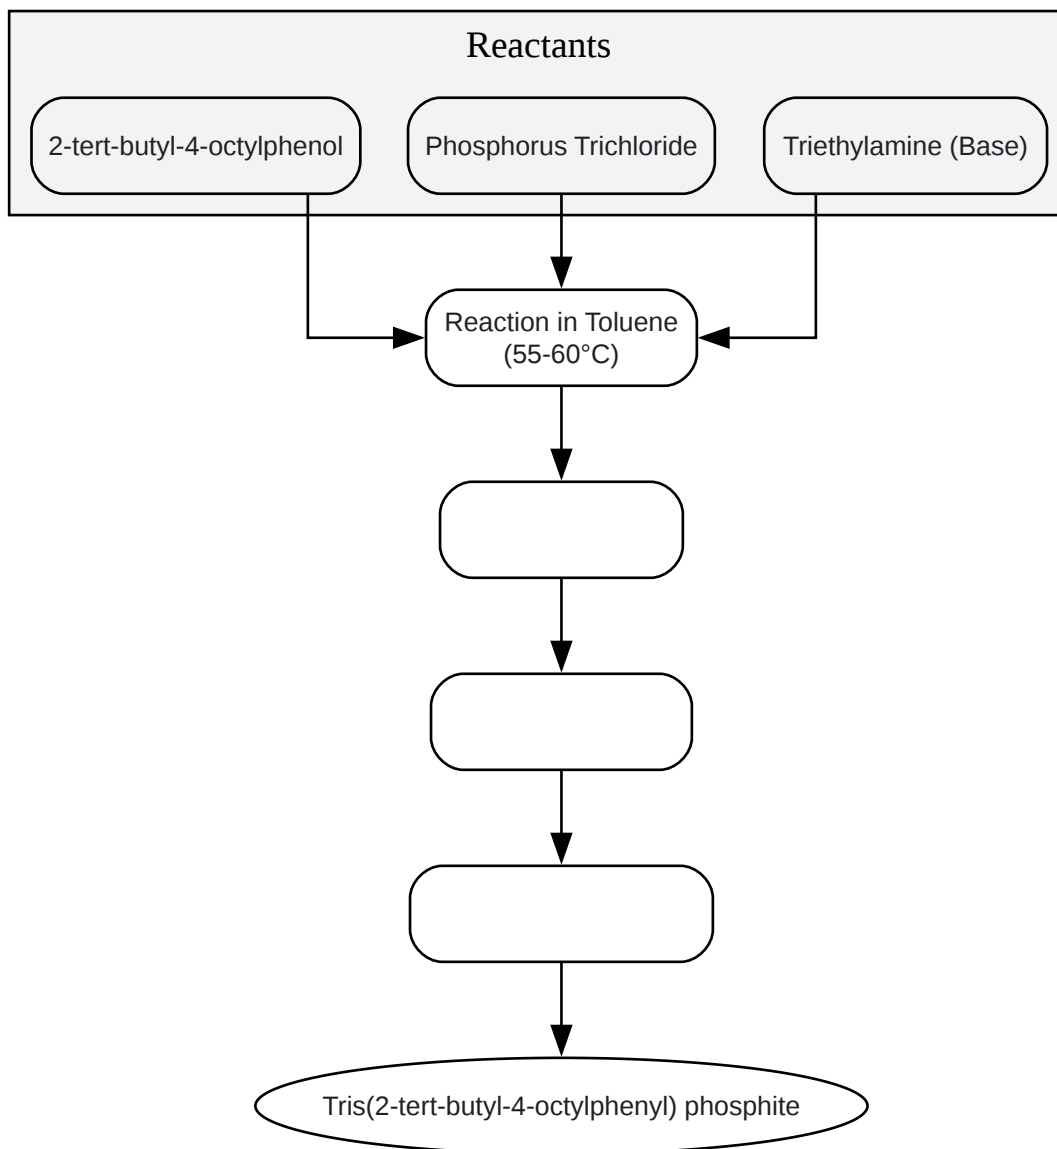 Reactants
2-tert-butyl-4-octylphenol
Phosphorus Trichloride
Triethylamine (Base)
Reaction in Toluene
(55-60°C)
Tris(2-tert-butyl-4-octylphenyl) phosphite